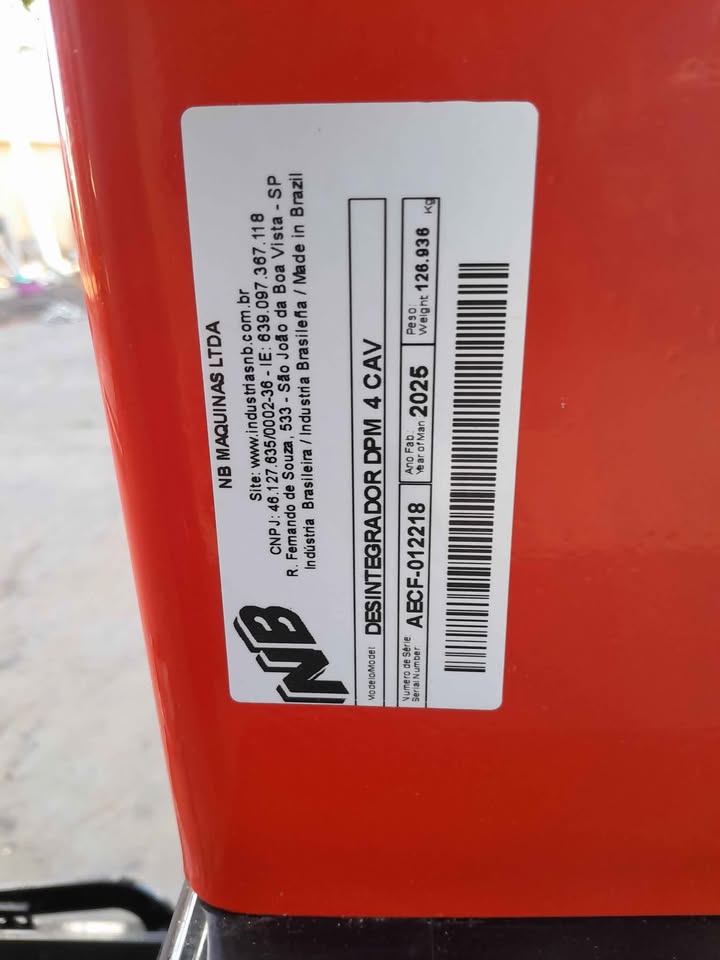 NB
NB MAQUINAS LTDA
Site: www.industriasnb.com.br
CNPJ: 46.127.635/0002-36 - IE: 639.097.367.118
R. Fernando de Souza, 533 - São João da Boa Vista - SP
Indústria Brasileira / Industria Brasileña / Made in Brazil
Modelo/Model DESINTEGRADOR DPM 4 CAV
Numero de Série
Serial Number AECF-012218
Ano Fab.:
Year of Man 2025
Peso:
Weight 126.936 Kg